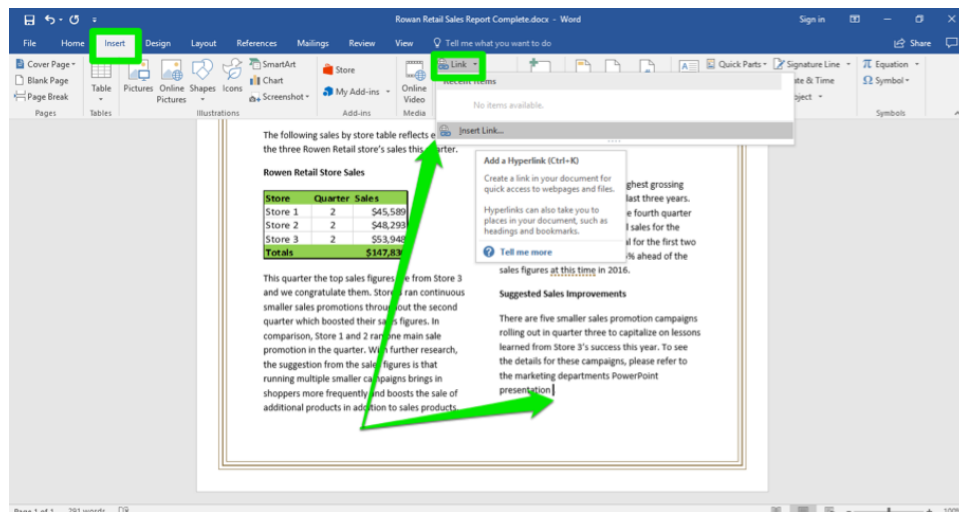 Rowan Retail Sales Report Complete.docx - Word
Sign in
File Home Insert Design Layout References Mailings Review View Tell me what you want to do Share
Cover Page
Blank Page
Page Break
Pages
Table
Tables
Pictures
Online Pictures
Shapes
Icons
SmartArt
Chart
Screenshot
Illustrations
Store
My Add-ins
Add-ins
Online Video
Media
Link
Recent Items
No items available.
Insert Link...
Quick Parts
Signature Line
Equation
Symbol
Symbols
Add a Hyperlink (Ctrl+K)
Create a link in your document for
quick access to webpages and files.
Hyperlinks can also take you to
places in your document, such as
headings and bookmarks.
Tell me more
The following sales by store table reflects
the three Rowen Retail store's sales this quarter.
Rowen Retail Store Sales
Store Quarter Sales
Store 1 2 $45,589
Store 2 2 $48,293
Store 3 2 $53,948
Totals $147,830
This quarter the top sales figures are from Store 3
and we congratulate them. Store 3 ran continuous
smaller sales promotions throughout the second
quarter which boosted their sales figures. In
comparison, Store 1 and 2 ran one main sale
promotion in the quarter. With further research,
the suggestion from the sales figures is that
running multiple smaller campaigns brings in
shoppers more frequently and boosts the sale of
additional products in addition to sales products
ghest grossing
last three years.
e fourth quarter
l sales for the
al for the first two
% ahead of the
sales figures at this time in 2016.
Suggested Sales Improvements
There are five smaller sales promotion campaigns
rolling out in quarter three to capitalize on lessons
learned from Store 3's success this year. To see
the details for these campaigns, please refer to
the marketing departments PowerPoint
presentation
Page 1 of 1 291 words
100%